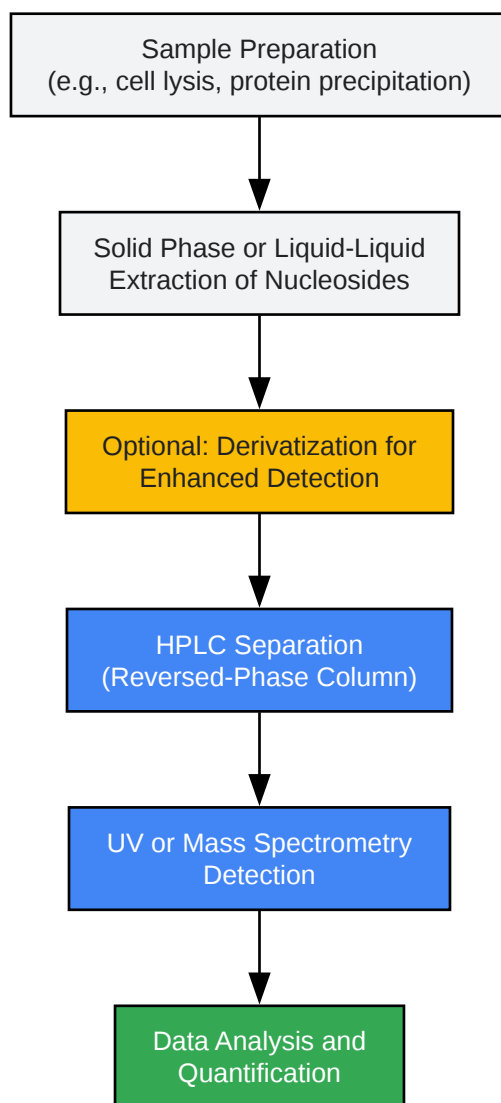 Sample Preparation
(e.g., cell lysis, protein precipitation)
Solid Phase or Liquid-Liquid
Extraction of Nucleosides
Optional: Derivatization for
Enhanced Detection
HPLC Separation
(Reversed-Phase Column)
UV or Mass Spectrometry
Detection
Data Analysis and
Quantification